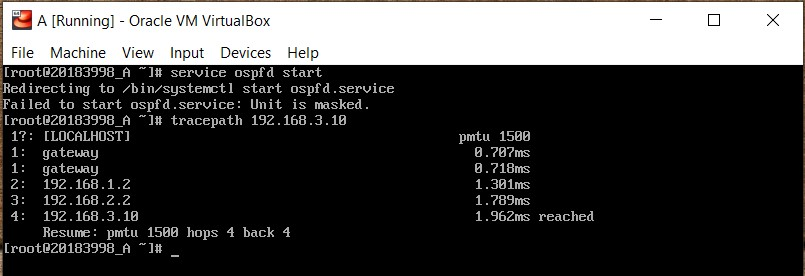 A [Running] - Oracle VM VirtualBox
File Machine View Input Devices Help
[root@20183998_A ~]# service ospfd start
Redirecting to /bin/systemctl start ospfd.service
Failed to start ospfd.service: Unit is masked.
[root@20183998_A ~]# tracepath 192.168.3.10
1?: [LOCALHOST] pmtu 1500
1: gateway 0.707ms
1: gateway 0.718ms
2: 192.168.1.2 1.301ms
3: 192.168.2.2 1.789ms
4: 192.168.3.10 1.962ms reached
Resume: pmtu 1500 hops 4 back 4
[root@20183998_A ~]# _